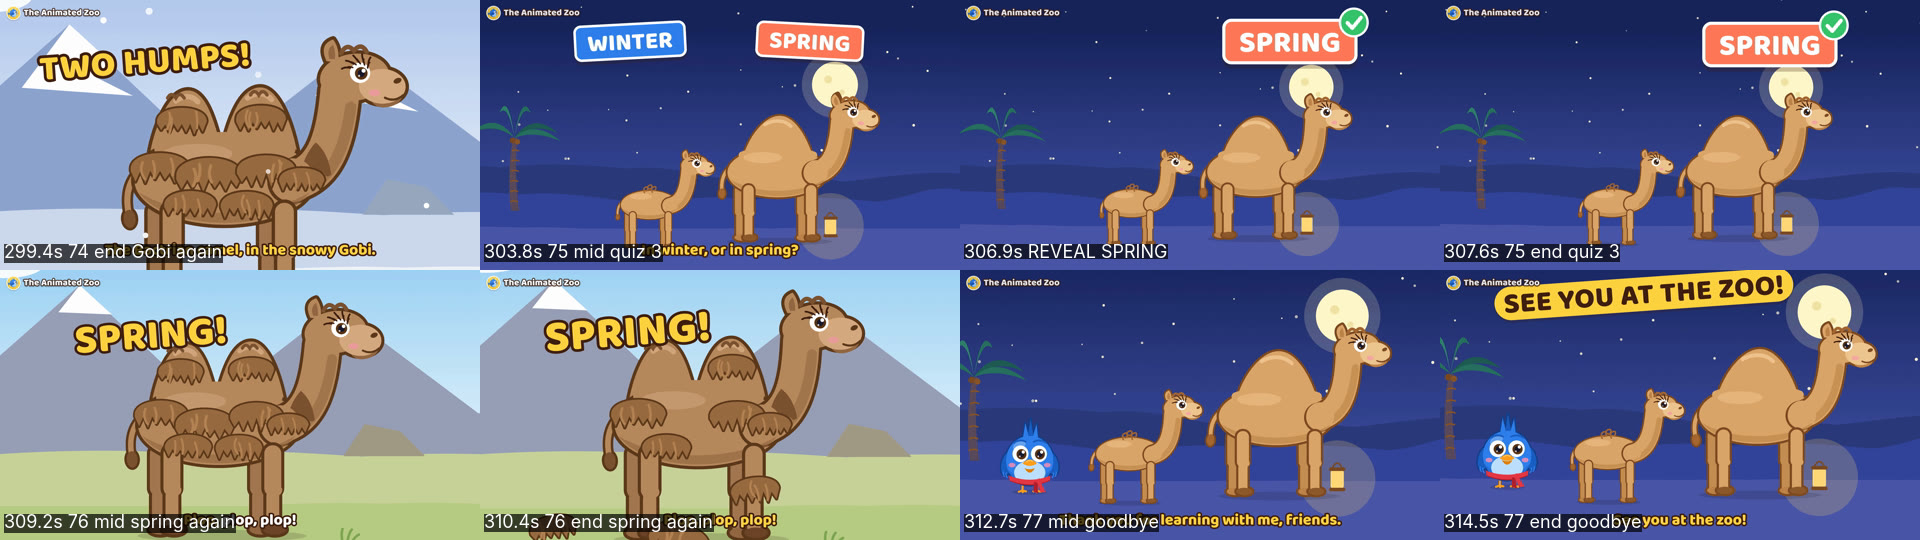 The Animated Zoo
TWO HUMPS!
el, in the snowy Gobi.
299.4s 74 end Gobi again
The Animated Zoo
WINTER
SPRING
winter, or in spring?
303.8s 75 mid quiz 3
The Animated Zoo
SPRING
306.9s REVEAL SPRING
The Animated Zoo
SPRING
307.6s 75 end quiz 3
The Animated Zoo
SPRING!
op, plop!
309.2s 76 mid spring again
The Animated Zoo
SPRING!
op, plop!
310.4s 76 end spring again
The Animated Zoo
learning with me, friends.
312.7s 77 mid goodbye
The Animated Zoo
SEE YOU AT THE ZOO!
you at the zoo!
314.5s 77 end goodbye